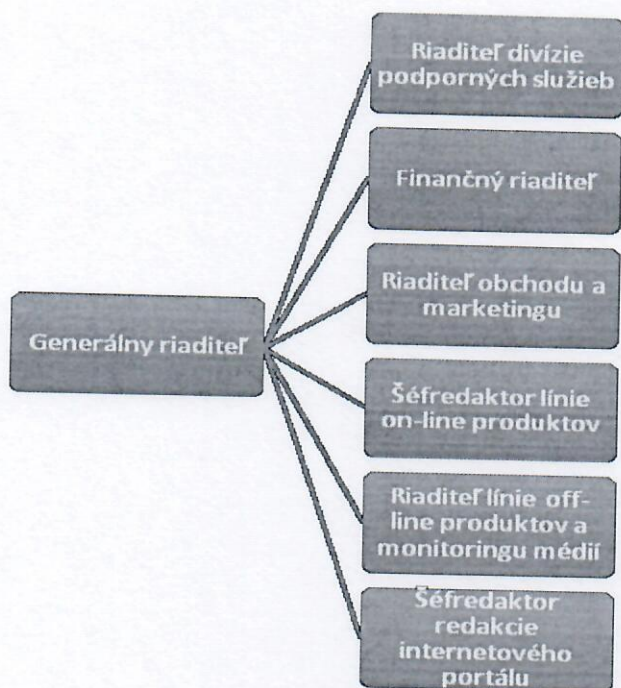 Generálny riaditeľ
Riaditeľ divízie
podporných služieb
Finančný riaditeľ
Riaditeľ obchodu a
marketingu
Šéfredaktor línie
on-line produktov
Riaditeľ línie off-
line produktov a
monitoringu médií
Šéfredaktor
redakcie
internetového
portálu